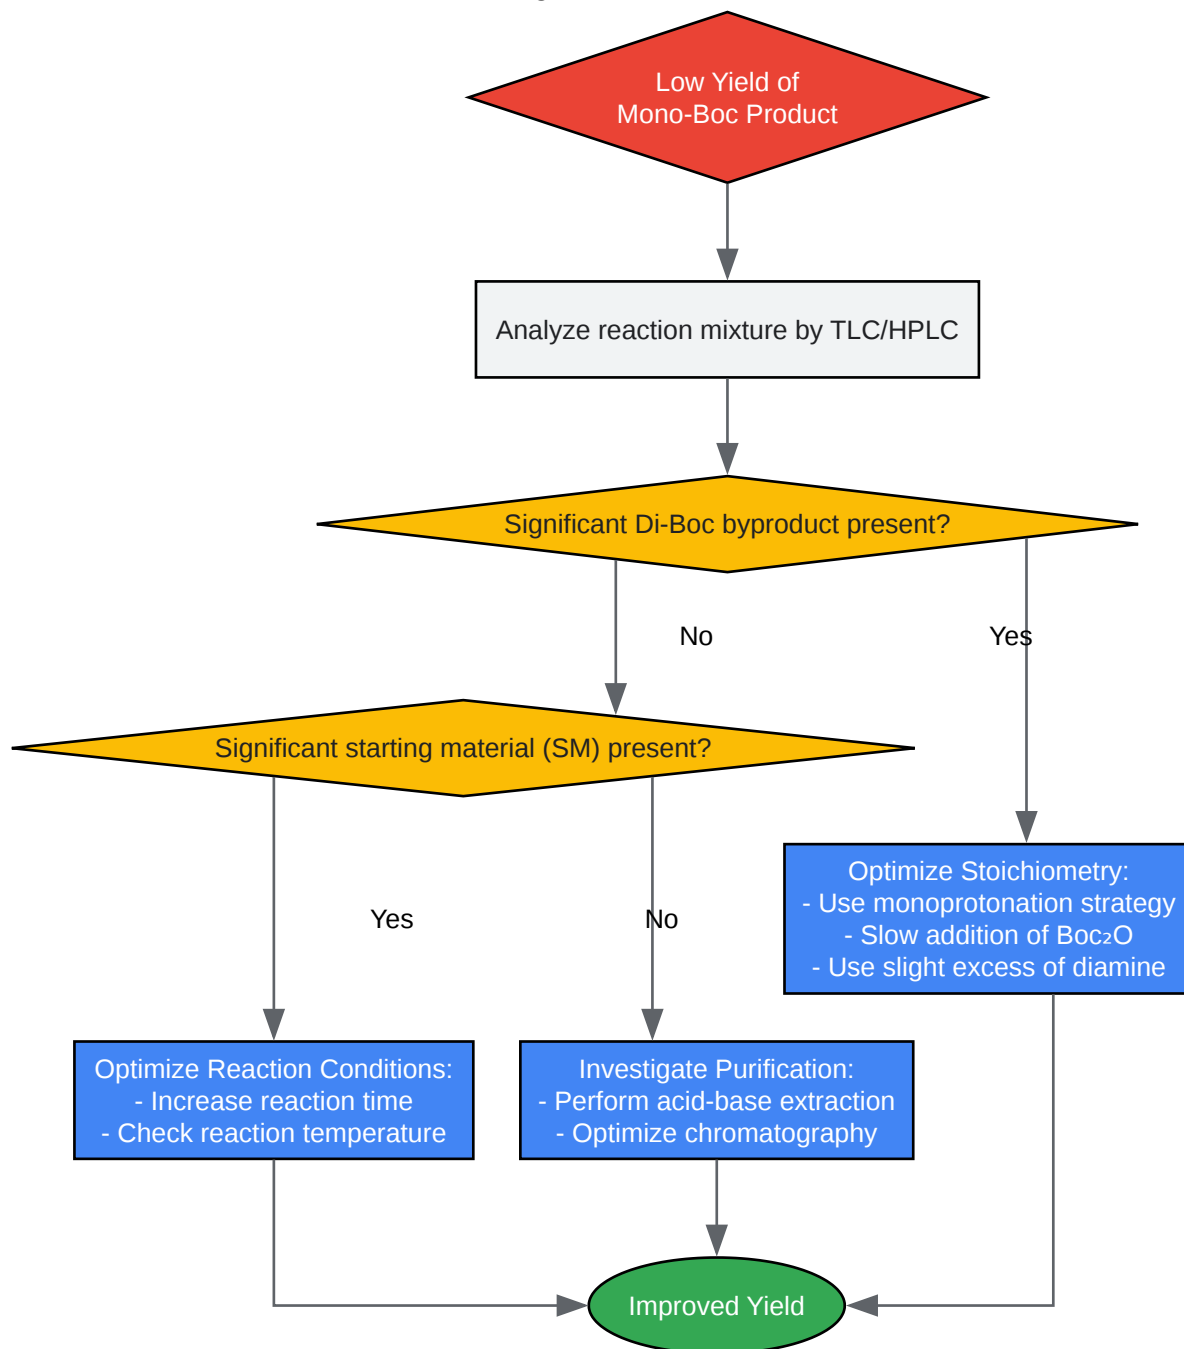 Low Yield of
Mono-Boc Product
Analyze reaction mixture by TLC/HPLC
Significant Di-Boc byproduct present?
No
Yes
Significant starting material (SM) present?
Yes
No
Optimize Stoichiometry:
- Use monoprotonation strategy
- Slow addition of Boc₂O
- Use slight excess of diamine
Optimize Reaction Conditions:
- Increase reaction time
- Check reaction temperature
Investigate Purification:
- Perform acid-base extraction
- Optimize chromatography
Improved Yield